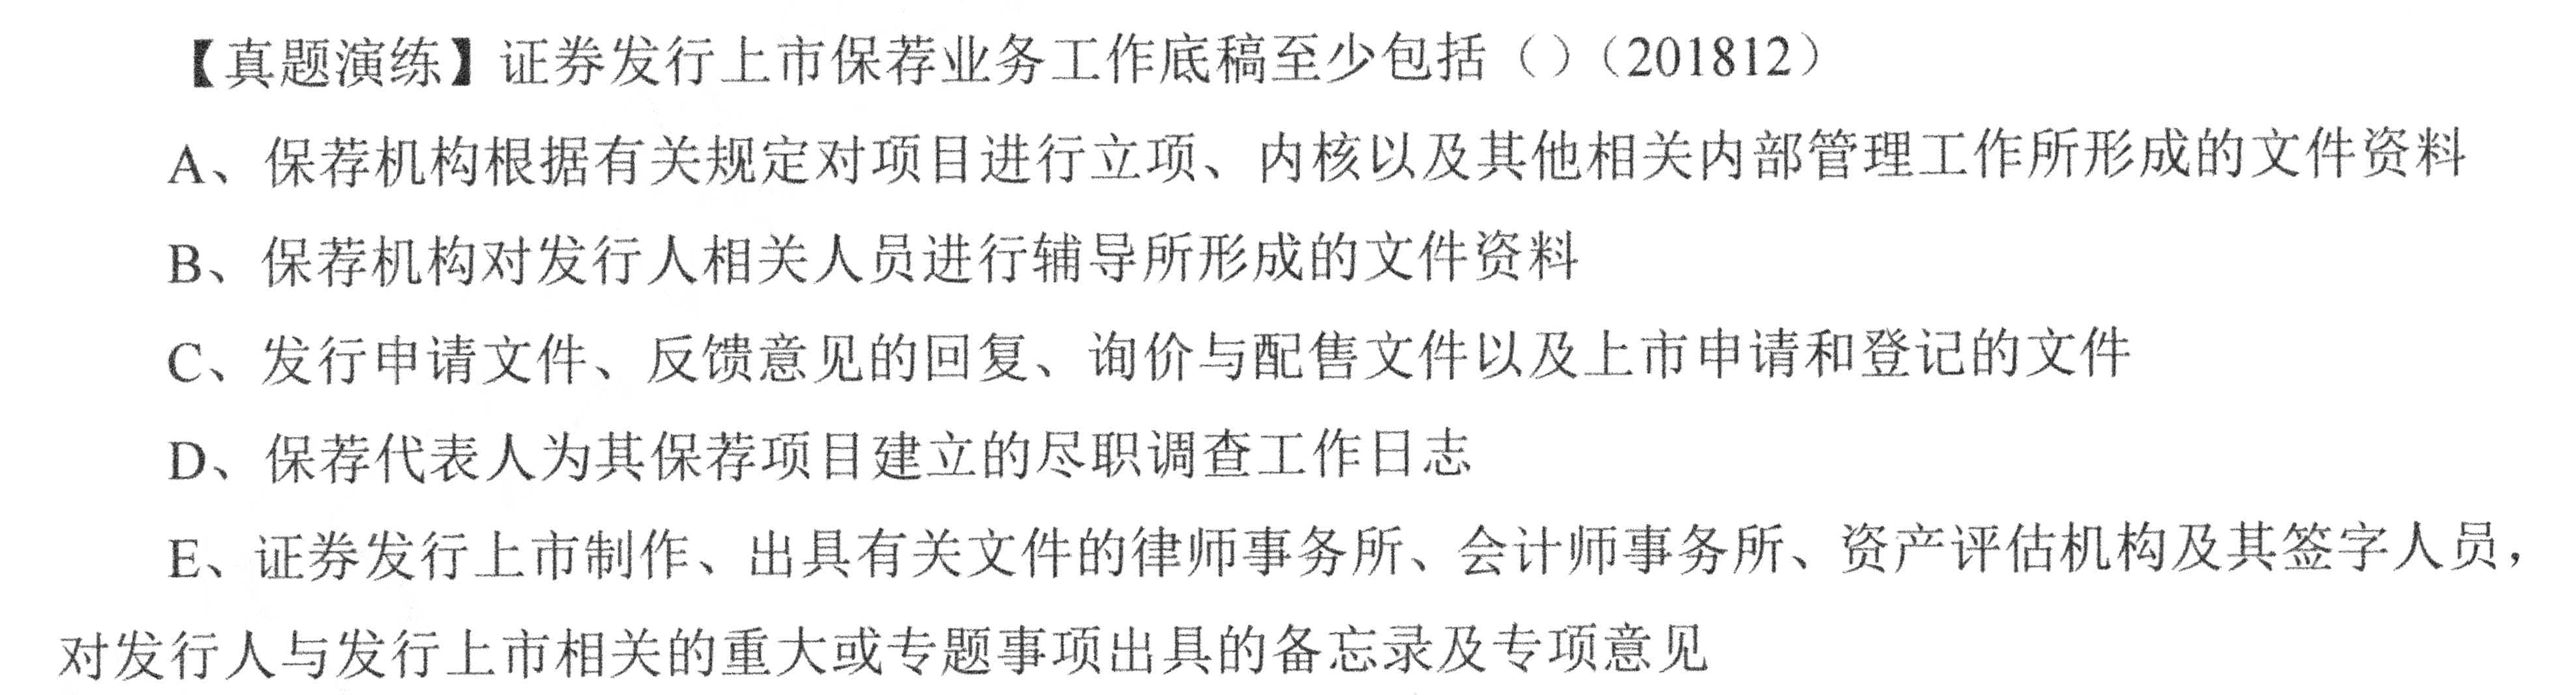 【真题演练】证券发行上市保荐业务工作底稿至少包括（）（201812）
A、保荐机构根据有关规定对项目进行立项、内核以及其他相关内部管理工作所形成的文件资料
B、保荐机构对发行人相关人员进行辅导所形成的文件资料
C、发行申请文件、反馈意见的回复、询价与配售文件以及上市申请和登记的文件
D、保荐代表人为其保荐项目建立的尽职调查工作日志
E、证券发行上市制作、出具有关文件的律师事务所、会计师事务所、资产评估机构及其签字人员，
对发行人与发行上市相关的重大或专题事项出具的备忘录及专项意见